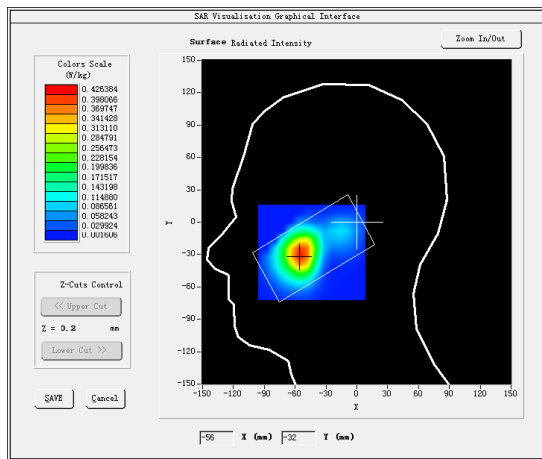 SAR Visualisation Graphical Interface
Surface Radiated Intensity
Zoom In/Out
Colors Scale
(W/kg)
0.426384
0.398066
0.369747
0.341428
0.313110
0.284791
0.256473
0.228154
0.199836
0.171517
0.143198
0.114880
0.086561
0.058243
0.029924
0.001606
150
120
90
60
30
0
-30
-60
-90
-120
-150
Y
-150 -120 -90 -60 -30 0 30 60 90 120 150
X
Z-Cuts Control
<< Upper Cut
Z = 0.2 mm
Lower Cut >>
SAVE
Cancel
-56 X (mm) -32 Y (mm)